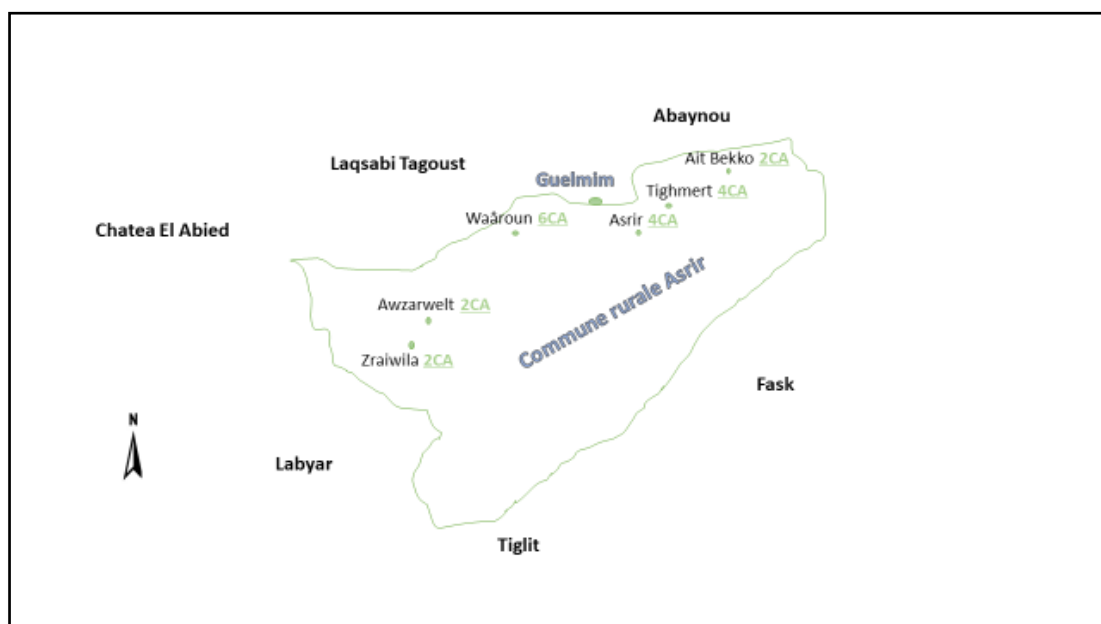 Abaynou
Ait Bekko 2CA
Laqsabi Tagoust
Guelmim
Tighmert 4CA
Waâroun 6CA
Asrir 4CA
Chatea El Abied
Commune rurale Asrir
Awzarwelt 2CA
Zraiwila 2CA
Fask
N
Labyar
Tiglit